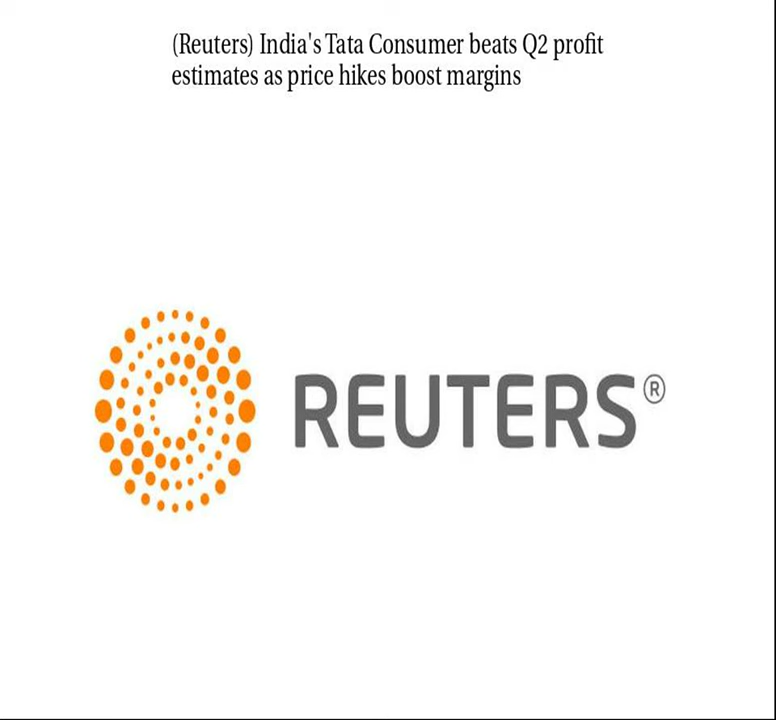 (Reuters) India's Tata Consumer beats Q2 profit
estimates as price hikes boost margins
REUTERS®